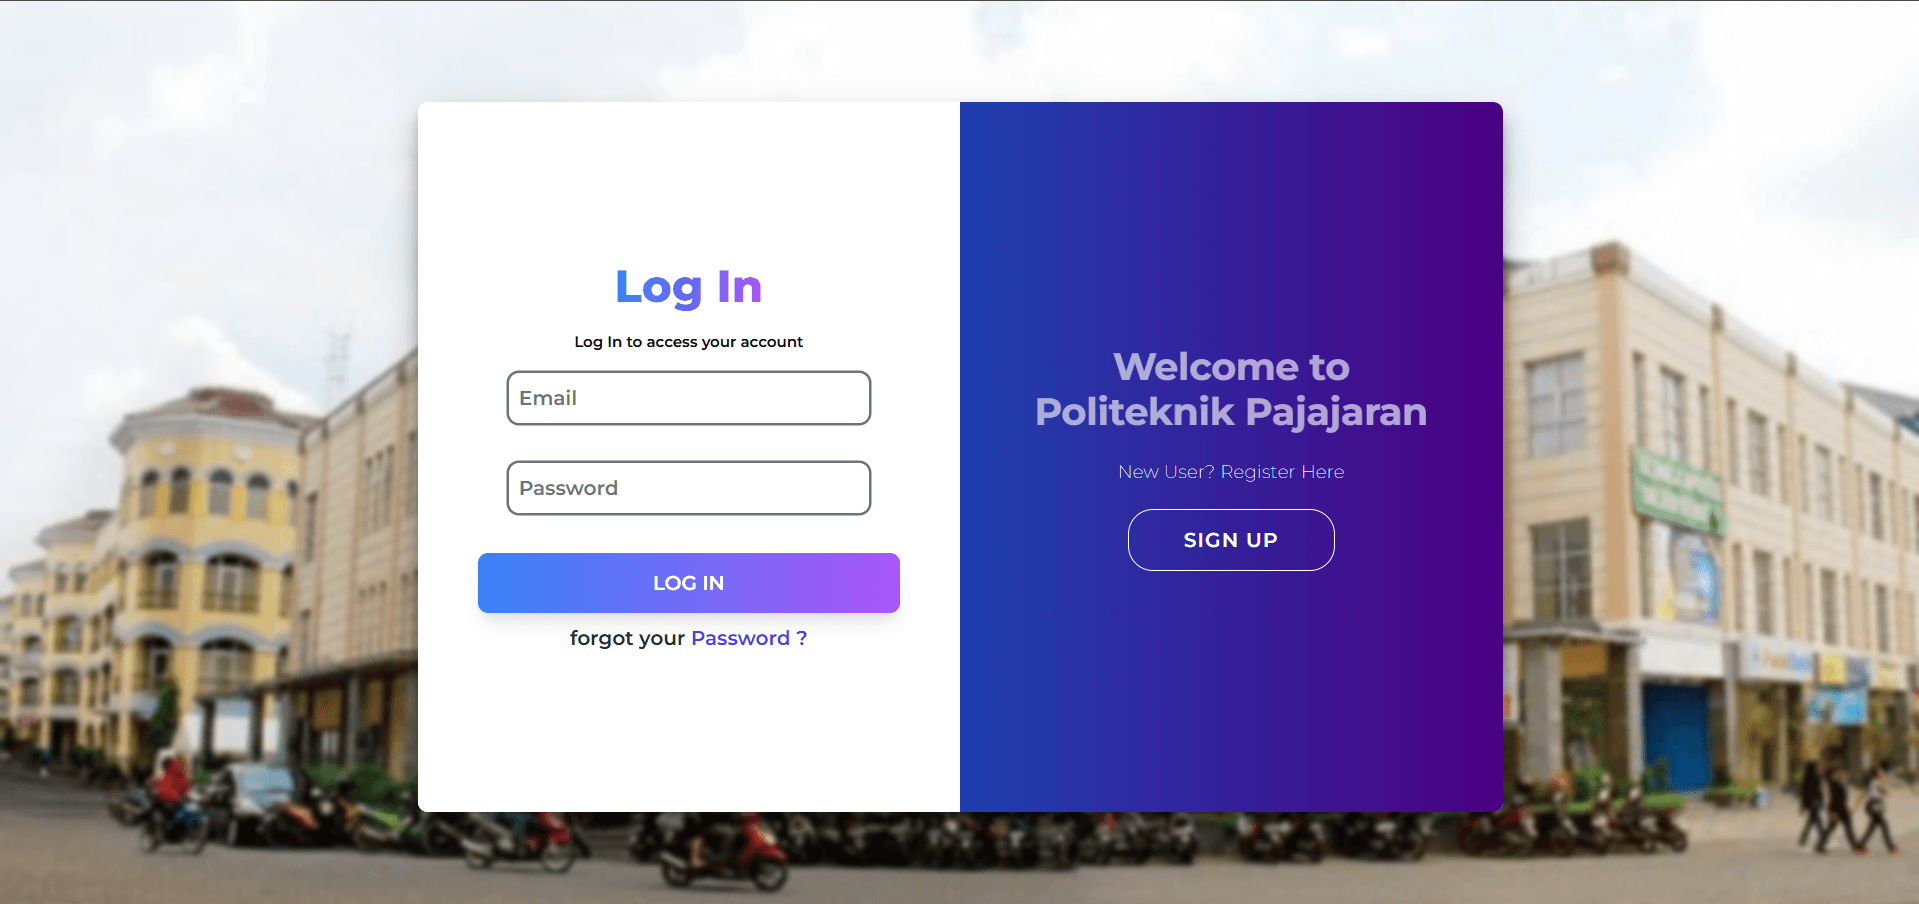 Log In
Log In to access your account
Email
Password
LOG IN
forgot your Password ?
Welcome to
Politeknik Pajajaran
New User? Register Here
SIGN UP